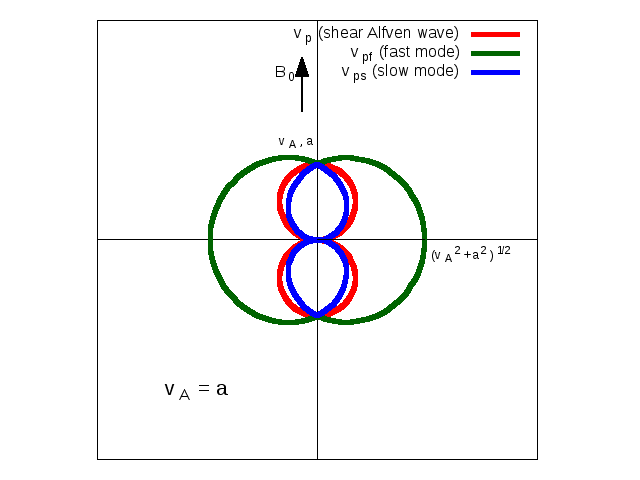 v p (shear Alfven wave)
v pf (fast mode)
B 0 v ps (slow mode)
v A , a
(v A 2 +a 2 ) 1/2
v A = a